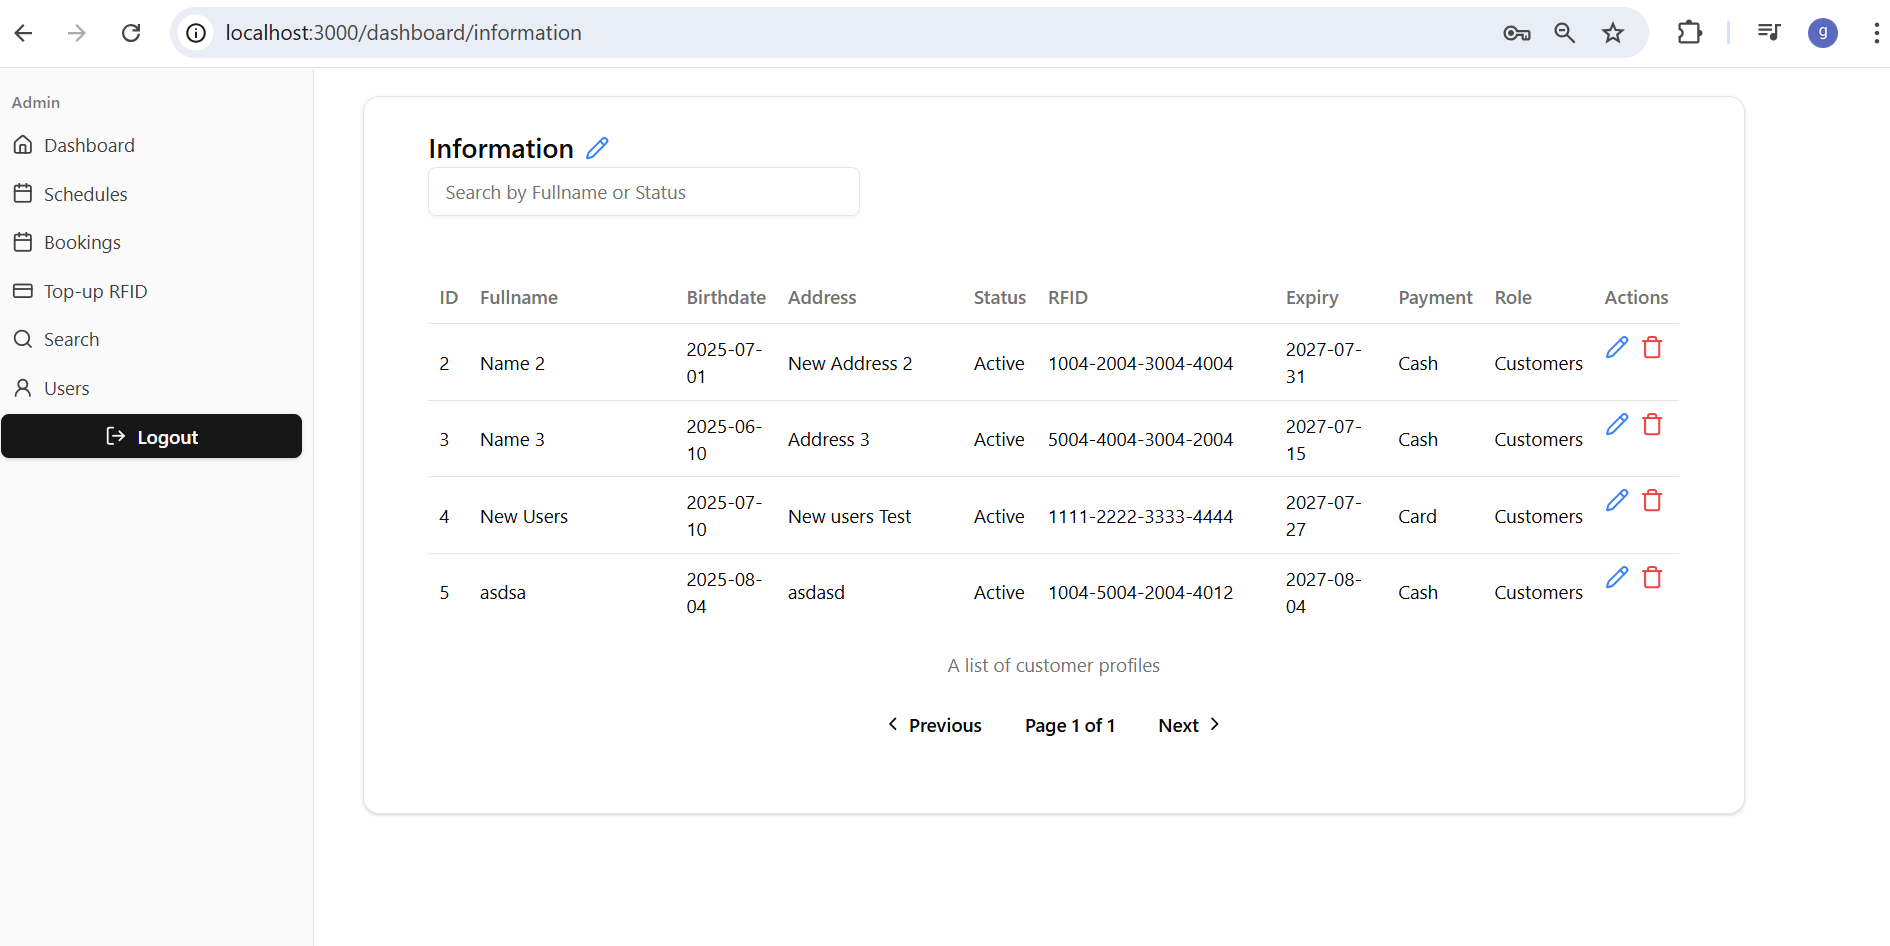 localhost:3000/dashboard/information
g
Admin
Dashboard
Schedules
Bookings
Top-up RFID
Search
Users
Logout
Information
Search by Fullname or Status
ID Fullname Birthdate Address Status RFID Expiry Payment Role Actions
2 Name 2 2025-07-01 New Address 2 Active 1004-2004-3004-4004 2027-07-31 Cash Customers
3 Name 3 2025-06-10 Address 3 Active 5004-4004-3004-2004 2027-07-15 Cash Customers
4 New Users 2025-07-10 New users Test Active 1111-2222-3333-4444 2027-07-27 Card Customers
5 asdsa 2025-08-04 asdasd Active 1004-5004-2004-4012 2027-08-04 Cash Customers
A list of customer profiles
Previous Page 1 of 1 Next